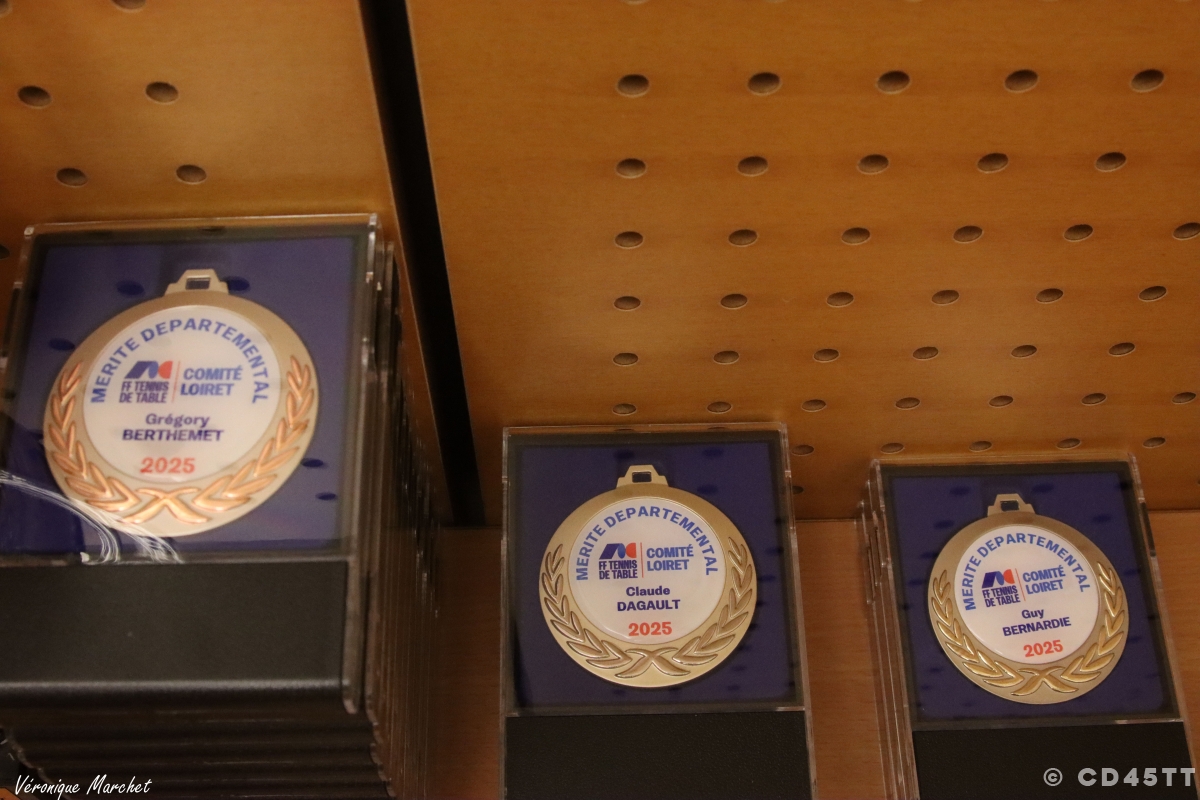 MERITE DEPARTEMENTAL
FF TENNIS
DE TABLE
COMITÉ
LOIRET
Grégory
BERTHEMET
2025
MERITE DEPARTEMENTAL
FF TENNIS
DE TABLE
COMITÉ
LOIRET
Claude
DAGAULT
2025
MERITE DEPARTEMENTAL
FF TENNIS
DE TABLE
COMITÉ
LOIRET
Guy
BERNARDIE
2025
Véronique Marchet
© CD45TT